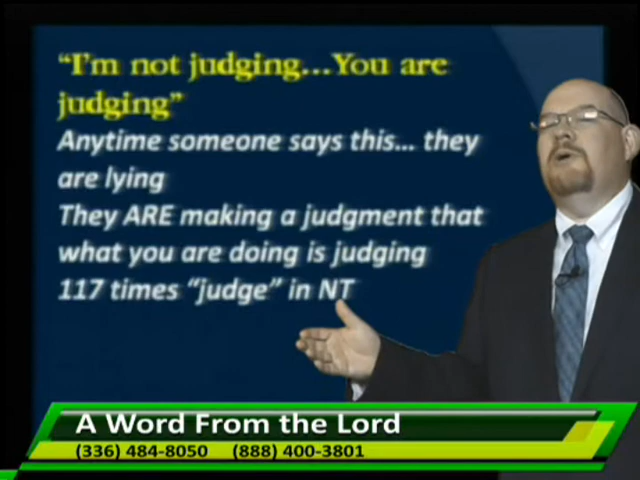 “I'm not judging...You are
judging”
Anytime someone says this... they
are lying
They ARE making a judgment that
what you are doing is judging
117 times “judge” in NT
A Word From the Lord
(336) 484-8050 (888) 400-3801